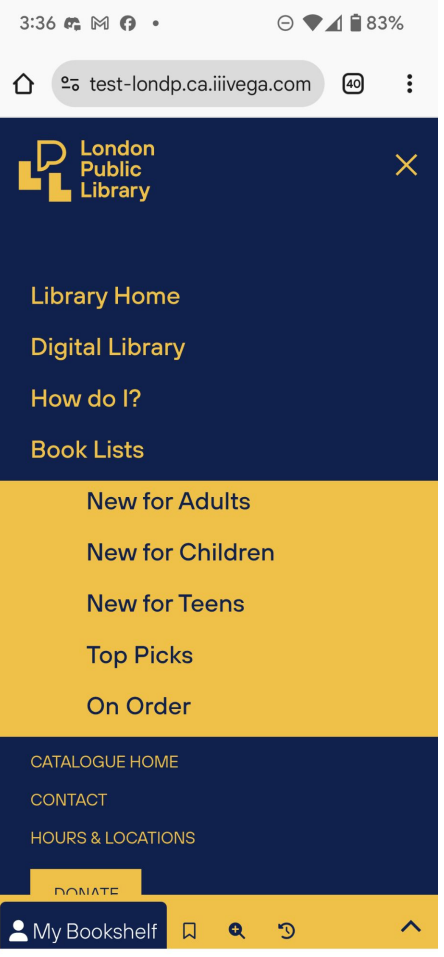 3:36
83%
test-londp.ca.iiivega.com
40
London
Public
Library
Library Home
Digital Library
How do I?
Book Lists
New for Adults
New for Children
New for Teens
Top Picks
On Order
CATALOGUE HOME
CONTACT
HOURS & LOCATIONS
DONATE
My Bookshelf